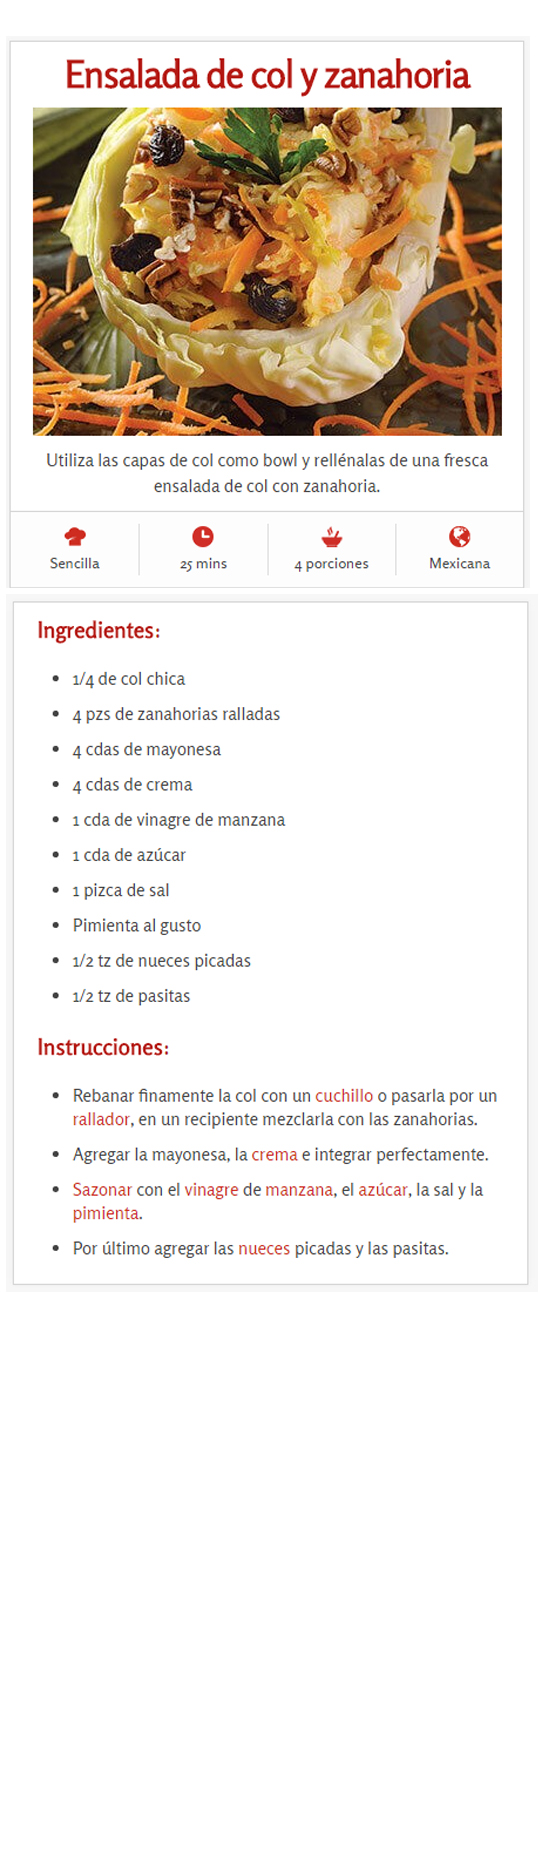 Ensalada de col y zanahoria
Utiliza las capas de col como bowl y rellénalas de una fresca
ensalada de col con zanahoria.
Sencilla
25 mins
4 porciones
Mexicana
Ingredientes:
• 1/4 de col chica
• 4 pzs de zanahorias ralladas
• 4 cdas de mayonesa
• 4 cdas de crema
• 1 cda de vinagre de manzana
• 1 cda de azúcar
• 1 pizca de sal
• Pimienta al gusto
• 1/2 tz de nueces picadas
• 1/2 tz de pasitas
Instrucciones:
• Rebanar finamente la col con un cuchillo o pasarla por un
rallador, en un recipiente mezclarla con las zanahorias.
• Agregar la mayonesa, la crema e integrar perfectamente.
• Sazonar con el vinagre de manzana, el azúcar, la sal y la
pimienta.
• Por último agregar las nueces picadas y las pasitas.